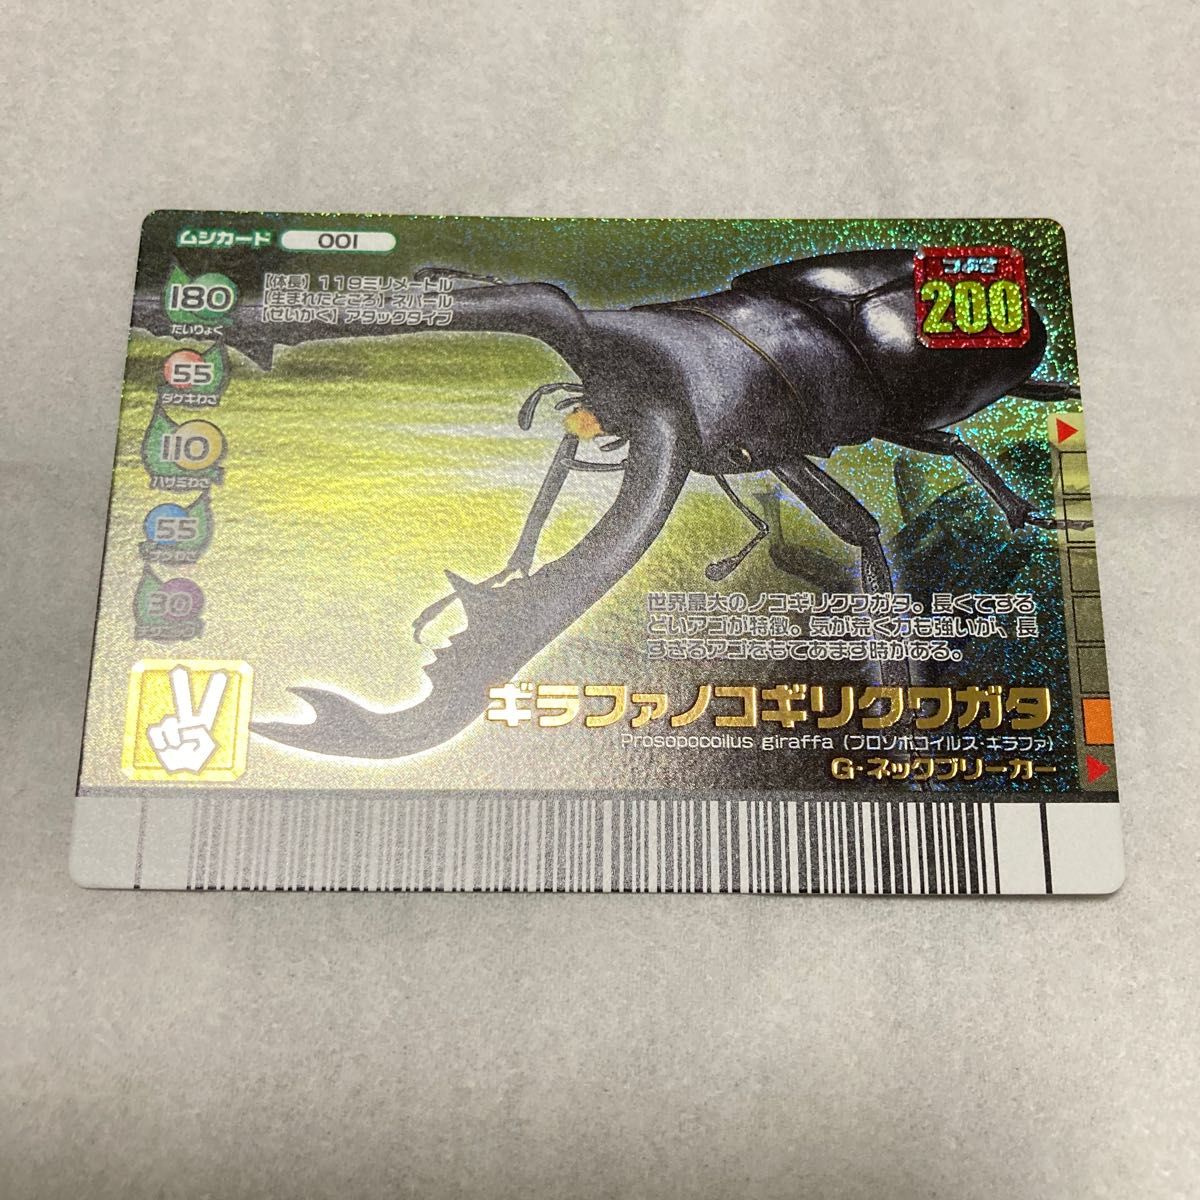 ムシカード 001
つよさ
200
【体長】119ミリメートル
【生まれたところ】ネパール
【せいかく】アタックタイプ
180
たいりょく
55
ダゲキわざ
110
ハサミわざ
55
30
世界最大のノコギリクワガタ。長くてする
どいアゴが特徴。気が荒く力も強いが、長
すぎるアゴをもてあます時がある。
ギラファノコギリクワガタ
Prosopocoilus giraffa (プロソポコイルス・ギラファ)
G・ネックブリーカー